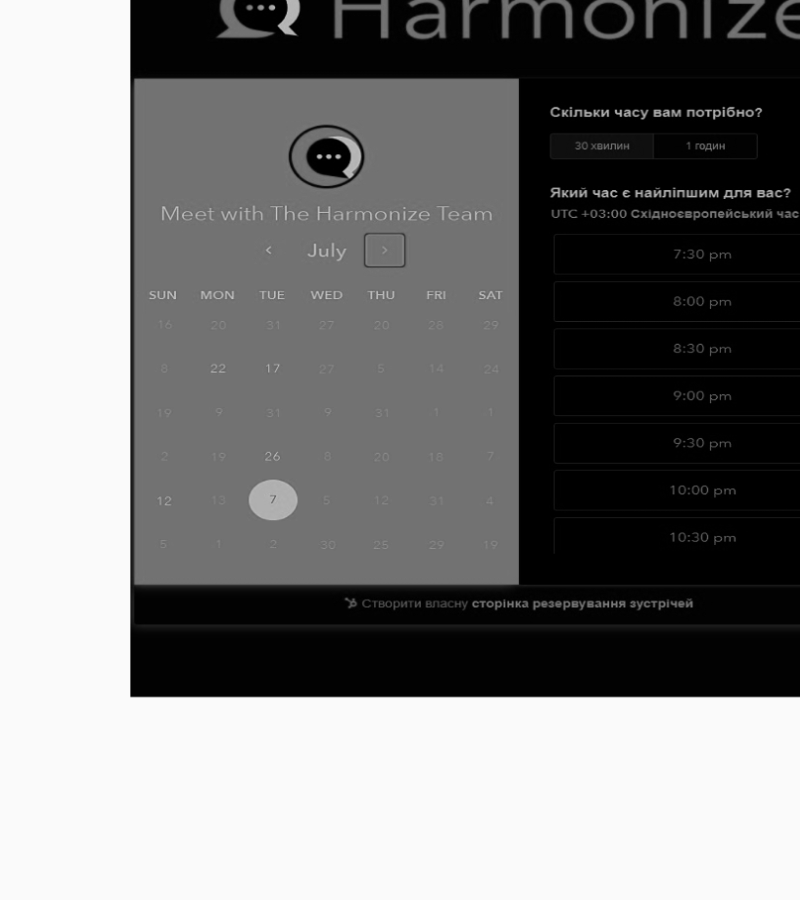 Harmonize
Meet with The Harmonize Team
July
SUN MON TUE WED THU FRI SAT
16 20 31 27 20 28 29
8 22 17 27 5 14 24
19 9 31 9 31 1 1
2 19 26 8 20 18 7
12 13 7 5 12 31 4
5 1 2 30 25 29 19
Скільки часу вам потрібно?
30 хвилин 1 годин
Який час є найліпшим для вас?
UTC +03:00 Східноєвропейський час
7:30 pm
8:00 pm
8:30 pm
9:00 pm
9:30 pm
10:00 pm
10:30 pm
Створити власну сторінка резервування зустрічей